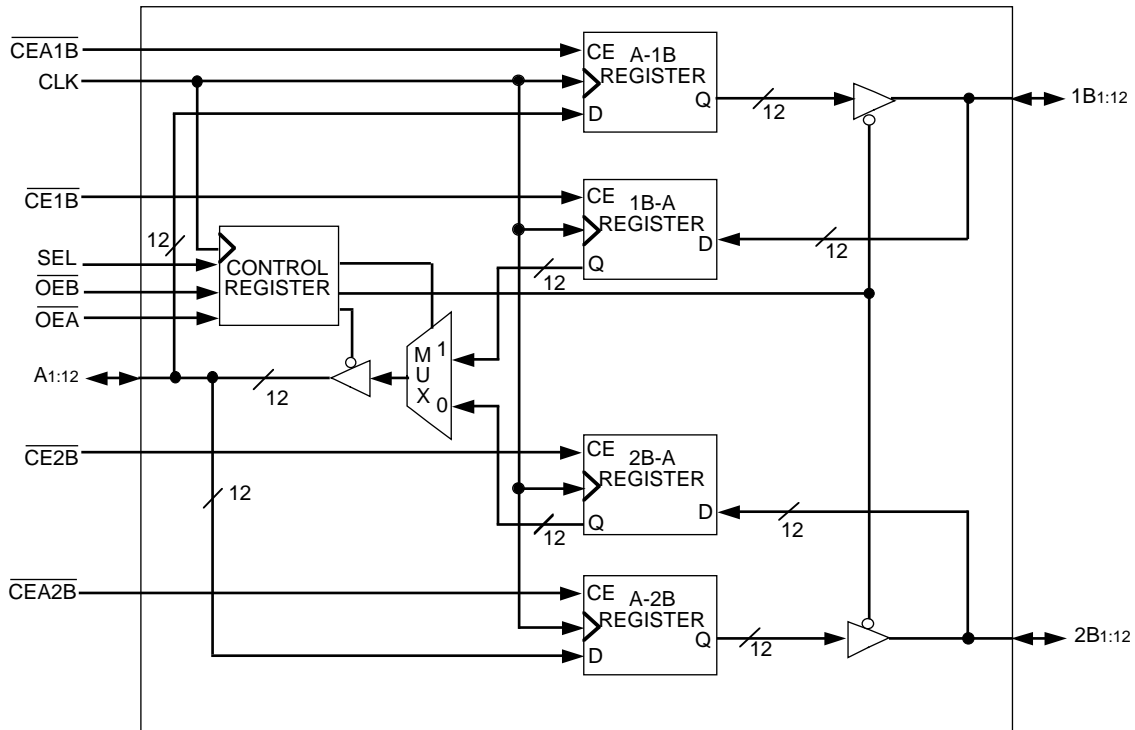 CEA1B
CLK
CE A-1B
REGISTER
D
Q
12
1B1:12
CE1B
CE 1B-A
REGISTER
D
Q
12
12
12
SEL
OEB
OEA
CONTROL
REGISTER
A1:12
12
M
U
X
1
0
CE2B
CE 2B-A
REGISTER
D
Q
12
12
12
CEA2B
CE A-2B
REGISTER
D
Q
12
2B1:12